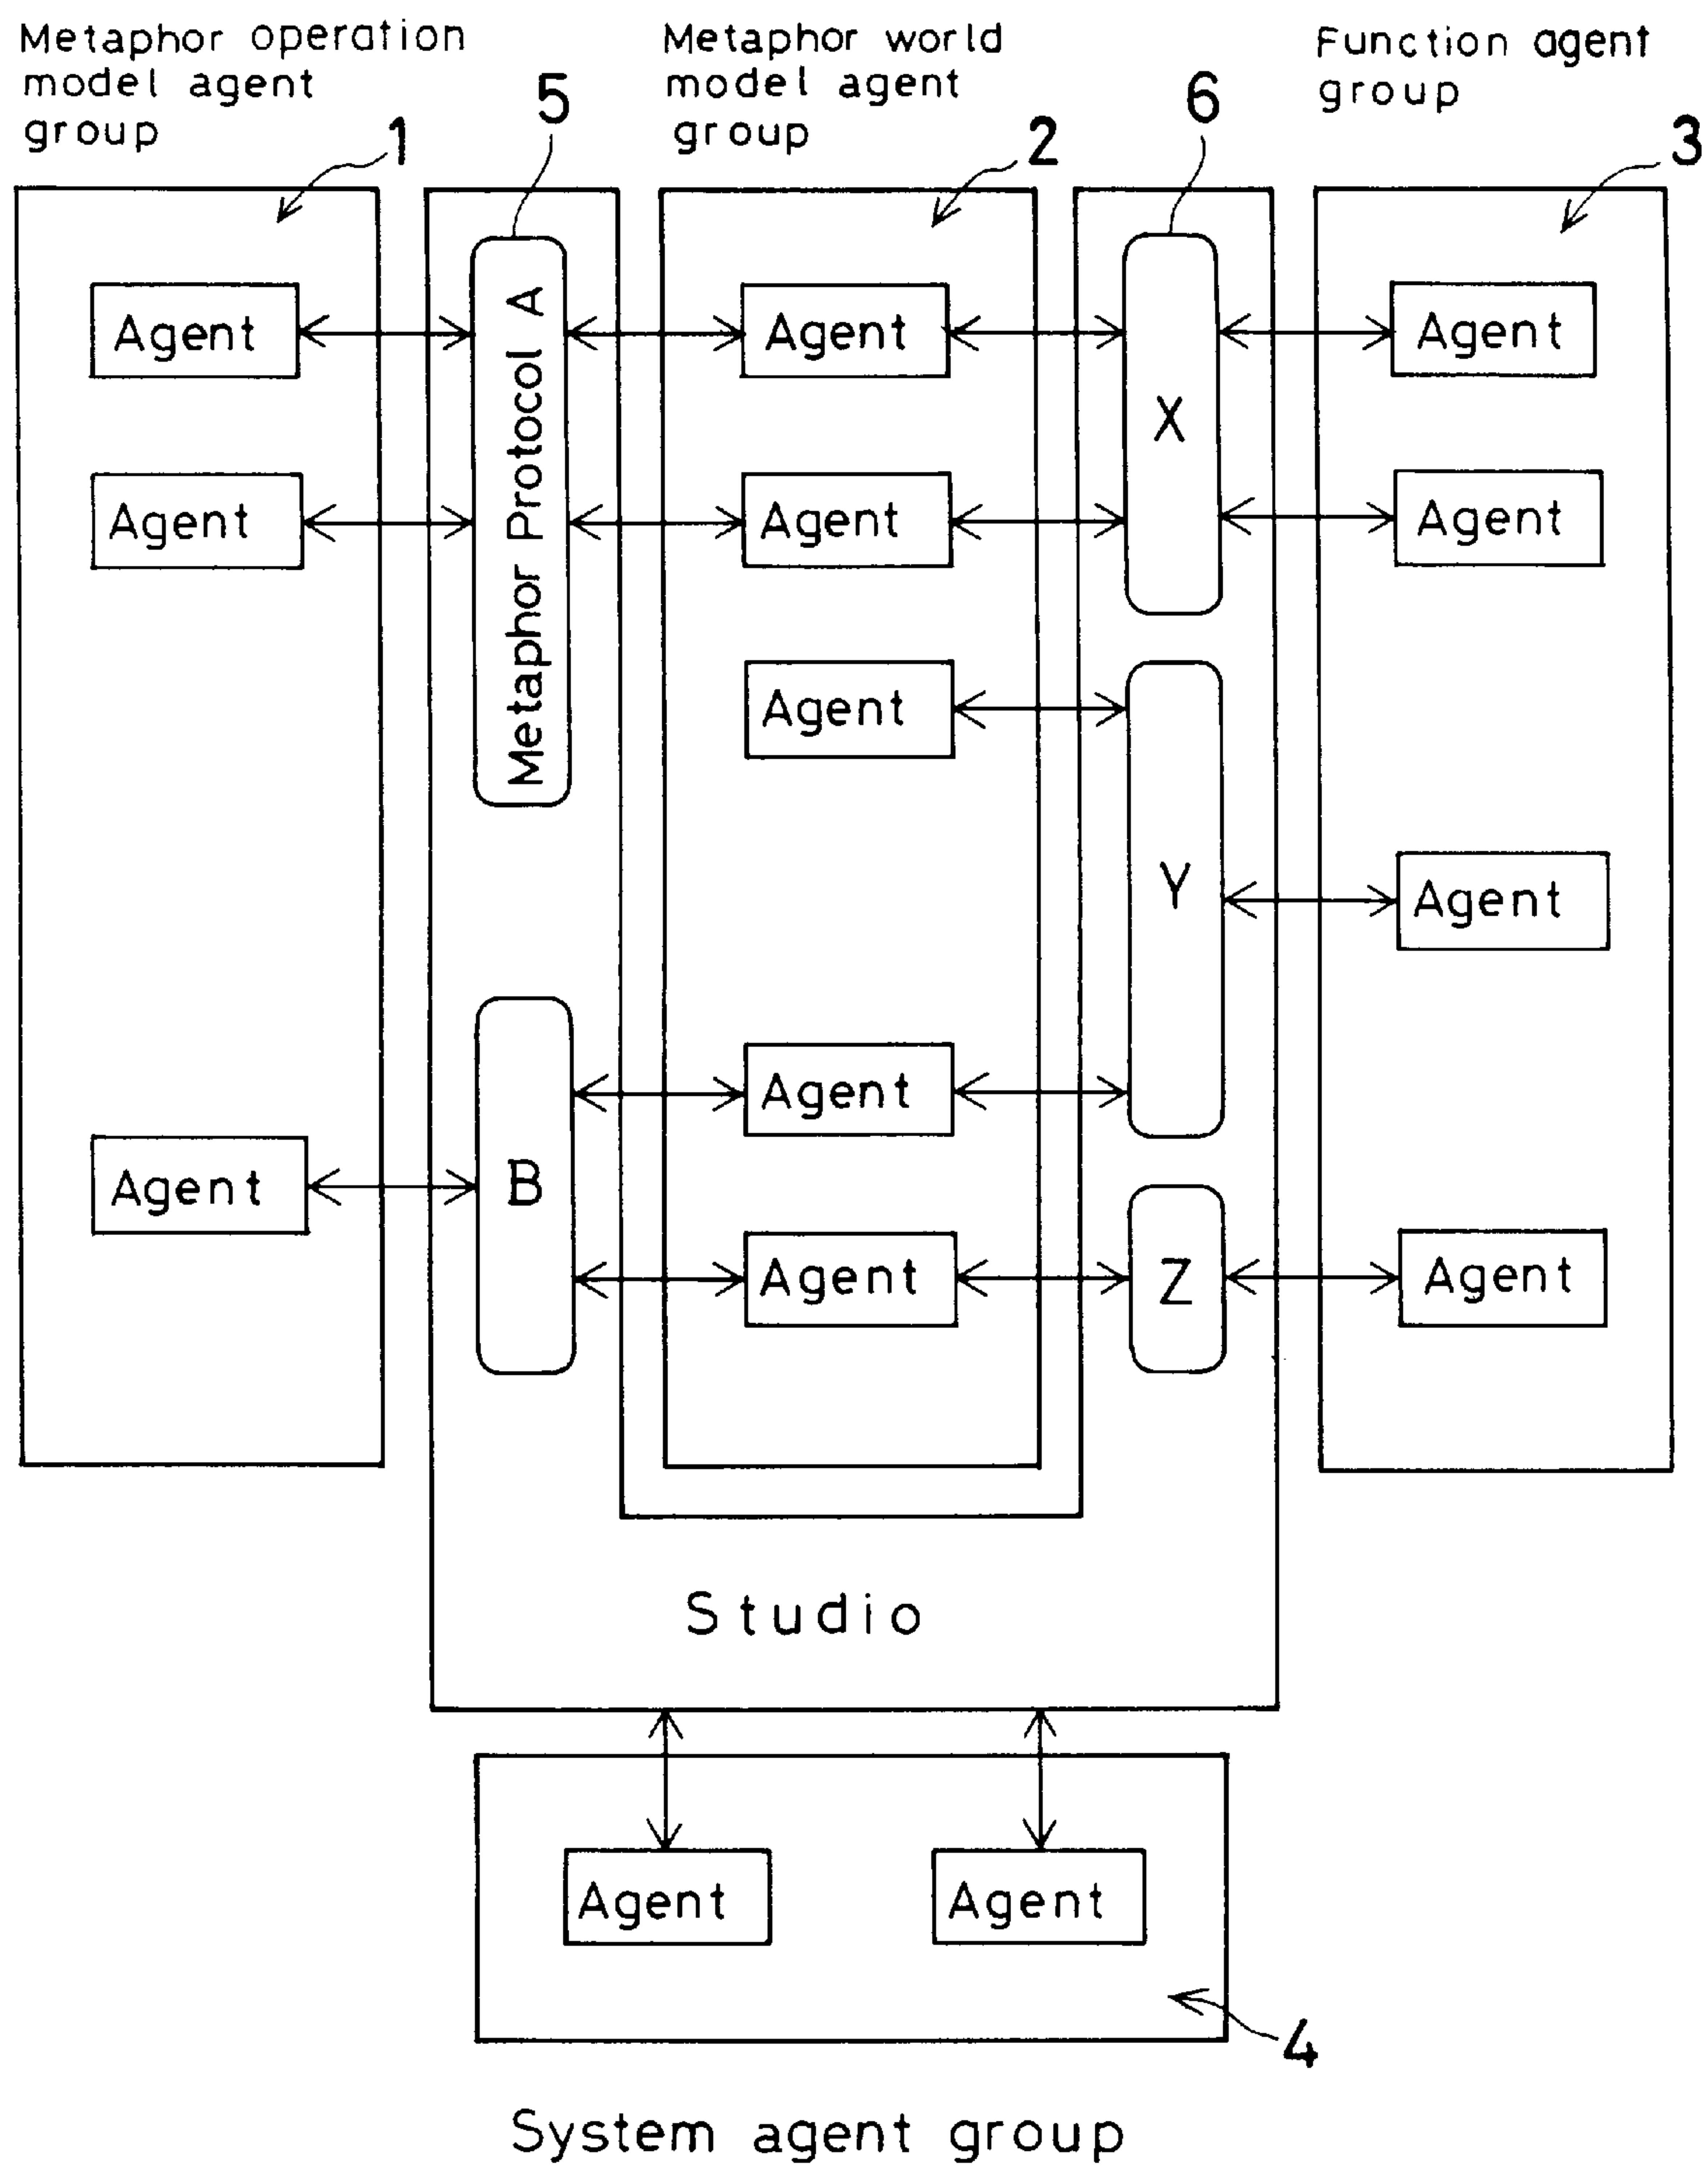 Metaphor operation
model agent
group
1
5
Metaphor world
model agent
group
2
6
Function agent
group
3
Metaphor Protocol A
X
Agent
Agent
Agent
Agent
Agent
Agent
Agent
Y
Agent
B
Agent
Agent
Agent
Z
Agent
Studio
Agent
Agent
4
System agent group